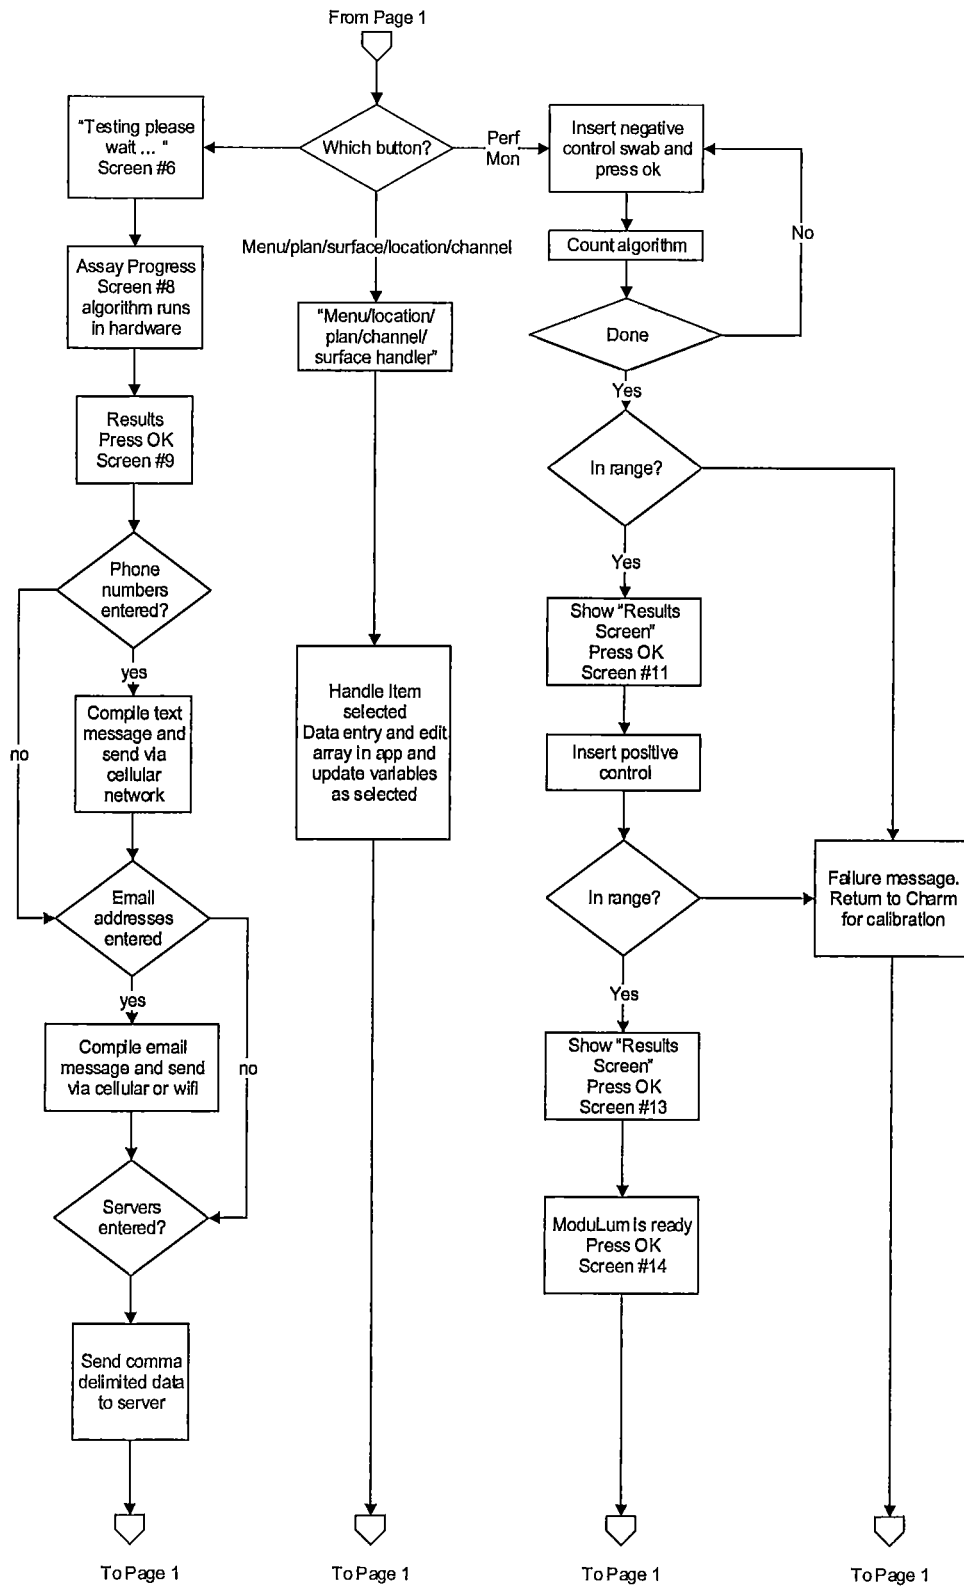 From Page 1
Which button?
"Testing please
wait ... "
Screen #6
Perf
Mon
Insert negative
control swab and
press ok
Menu/plan/surface/location/channel
Count algorithm
No
Assay Progress
Screen #8
algorithm runs
in hardware
"Menu/location/
plan/channel/
surface handler"
Done
Yes
Results
Press OK
Screen #9
In range?
Yes
Phone
numbers
entered?
Show "Results
Screen"
Press OK
Screen #11
yes
no
Compile text
message and
send via
cellular
network
Handle Item
selected
Data entry and edit
array in app and
update variables
as selected
Insert positive
control
Email
addresses
entered
In range?
Failure message.
Return to Charm
for calibration
yes
no
Yes
Compile email
message and send
via cellular or wifi
Show "Results
Screen"
Press OK
Screen #13
Servers
entered?
ModuLum is ready
Press OK
Screen #14
Send comma
delimited data
to server
To Page 1
To Page 1
To Page 1
To Page 1